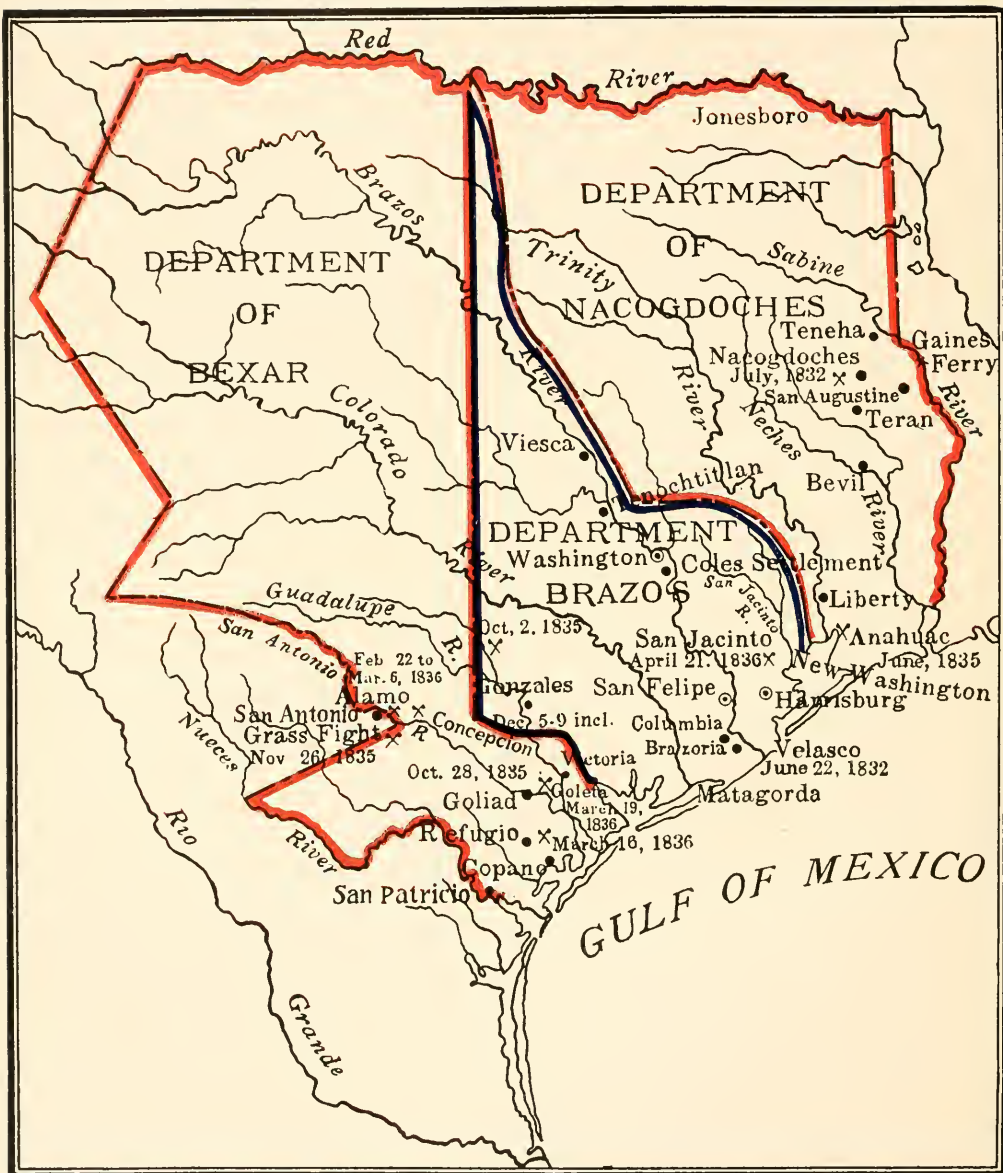 Red
River
Jonesboro
Brazos
DEPARTMENT
OF
NACOGDOCHES
DEPARTMENT
OF
BEXAR
Trinity
Sabine
Teneha
Gaines
Ferry
Nacogdoches
July, 1832
San Augustine
Teran
River
River
River
Neches
Colorado
Viesca
Bevil
River
Tenochtitlan
DEPARTMENT
BRAZOS
Washington
Coles Settlement
San Jacinto
R.
River
Guadalupe
R.
Liberty
Oct, 2. 1835
San Jacinto
April 21. 1836
Anahuac
June, 1835
New Washington
San Antonio
R
Feb 22 to
Mar. 6, 1836
Alamo
San Antonio
Grass Fight
Nov 26, 1835
Concepcion
Dec. 5-9 incl.
Gonzales
San Felipe
Harrisburg
Columbia
Brazoria
Velasco
June 22, 1832
Nueces
Victoria
Oct. 28, 1835
Goliad
Goleta
March 19,
1836
Matagorda
Refugio
March 16, 1836
River
Copano
San Patricio
Rio
Grande
GULF OF MEXICO